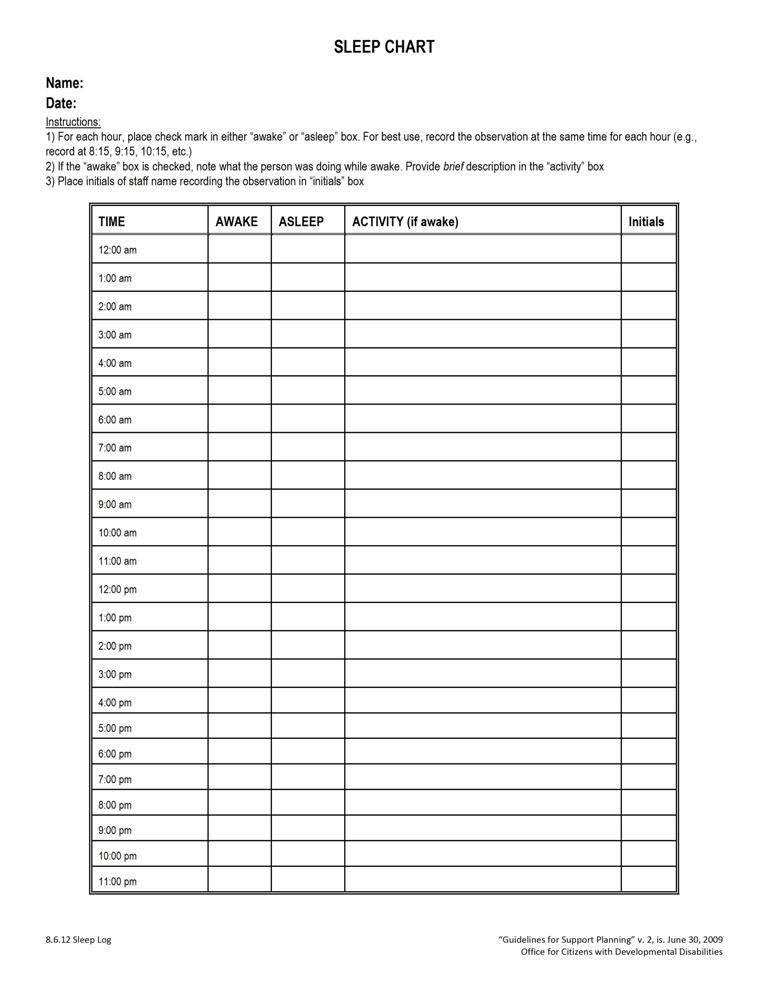 SLEEP CHART
Name:
Date:
Instructions:
1) For each hour, place check mark in either “awake” or “asleep” box. For best use, record the observation at the same time for each hour (e.g.,
record at 8:15, 9:15, 10:15, etc.)
2) If the “awake” box is checked, note what the person was doing while awake. Provide brief description in the “activity” box
3) Place initials of staff name recording the observation in “initials” box
TIME AWAKE ASLEEP ACTIVITY (if awake) Initials
12:00 am
1:00 am
2:00 am
3:00 am
4:00 am
5:00 am
6:00 am
7:00 am
8:00 am
9:00 am
10:00 am
11:00 am
12:00 pm
1:00 pm
2:00 pm
3:00 pm
4:00 pm
5:00 pm
6:00 pm
7:00 pm
8:00 pm
9:00 pm
10:00 pm
11:00 pm
8.6.12 Sleep Log “Guidelines for Support Planning” v. 2, is. June 30, 2009
Office for Citizens with Developmental Disabilities